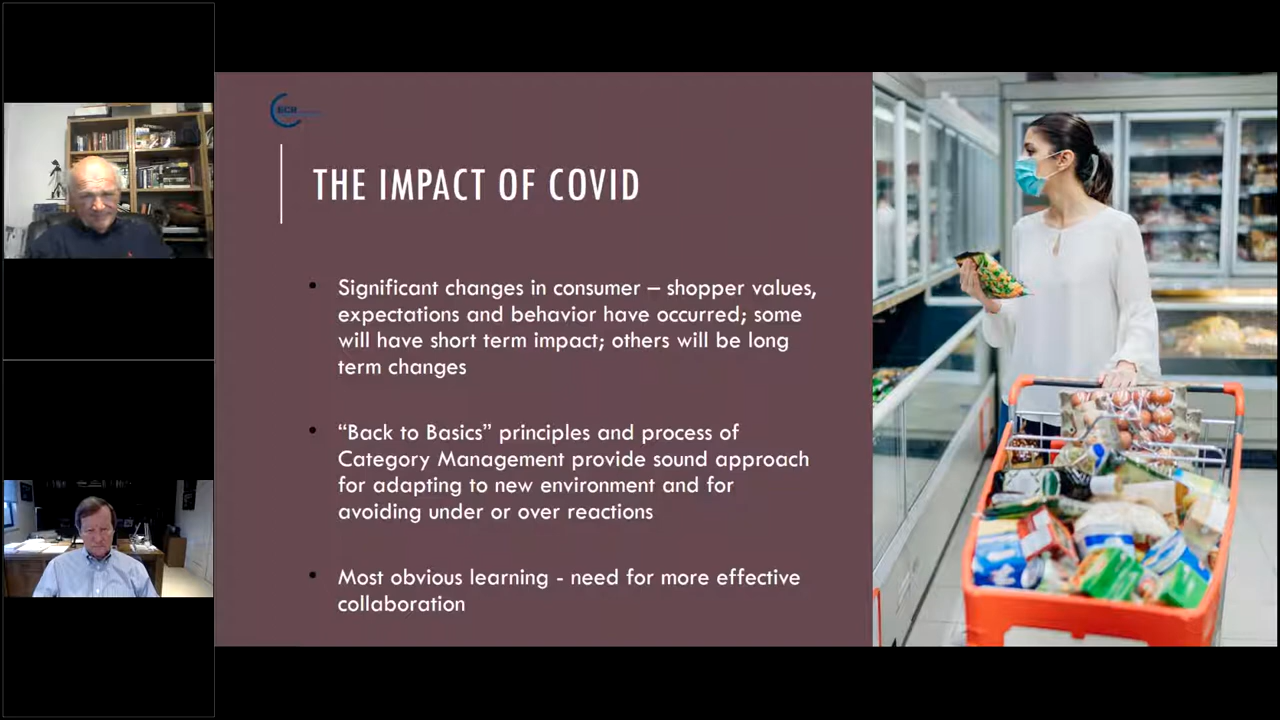 ECR
THE IMPACT OF COVID
• Significant changes in consumer – shopper values,
expectations and behavior have occurred; some
will have short term impact; others will be long
term changes
• “Back to Basics” principles and process of
Category Management provide sound approach
for adapting to new environment and for
avoiding under or over reactions
• Most obvious learning - need for more effective
collaboration